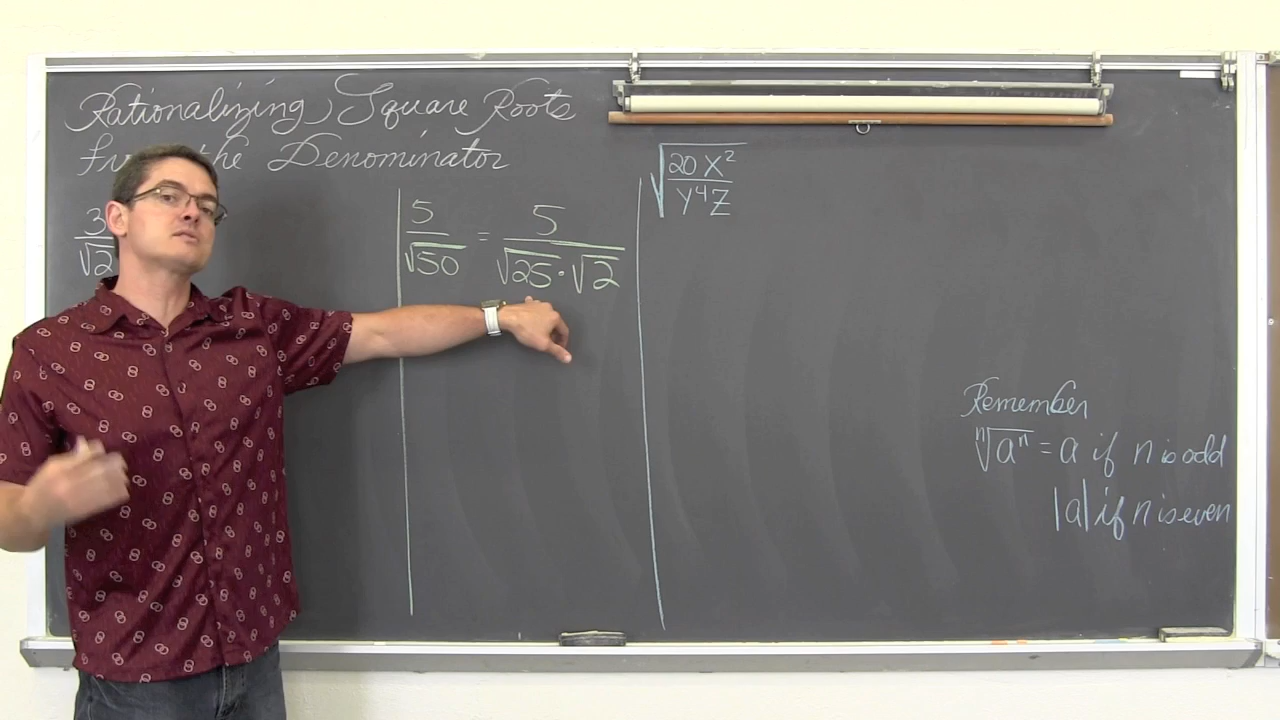 Rationalizing Square Roots
the Denominator
3/√2
5/√50 = 5/(√25·√2)
√(20X²/Y⁴Z)
Remember
ⁿ√aⁿ = a if n is odd
|a| if n is even